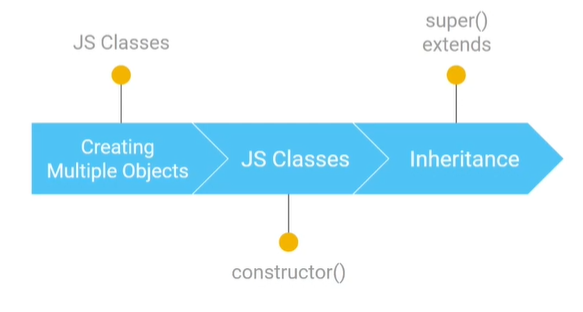 JS Classes
super()
extends
Creating
Multiple Objects
JS Classes
Inheritance
constructor()